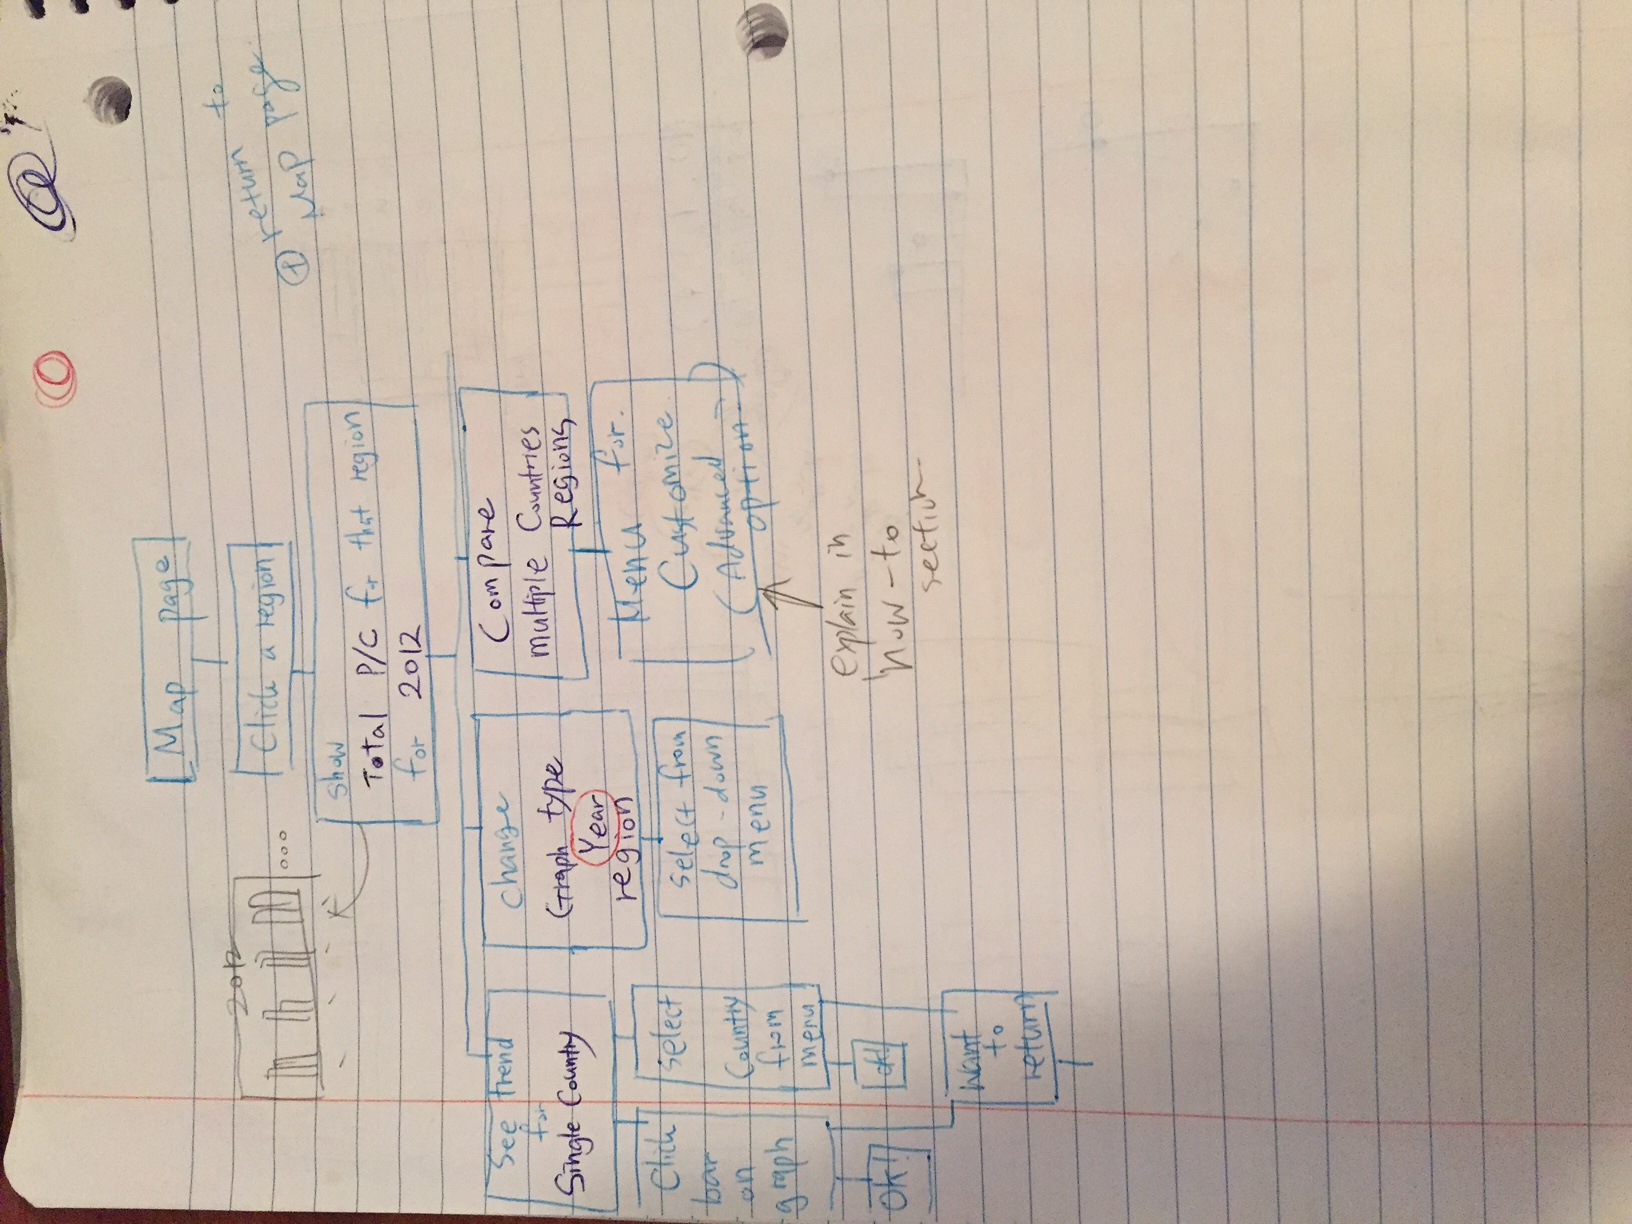 Map page
2012
Click a region
+ return to
Map page
show
Total P/C for that region
for 2012
See trend
for
Single Country
Change
Graph type
Year
region
Compare
multiple Countries
Regions
Click
bar
on
graph
select
Country
from
menu
select from
drop-down
menu
Menu for
Customize
(Advanced
option)
explain in
how-to
section
Ok!
ok!
Want
to
return